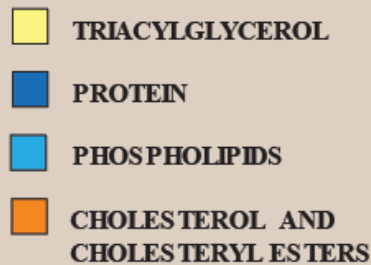 TRIACYLGLYCEROL
PROTEIN
PHOSPHOLIPIDS
CHOLESTEROL AND
CHOLESTERYL ESTERS